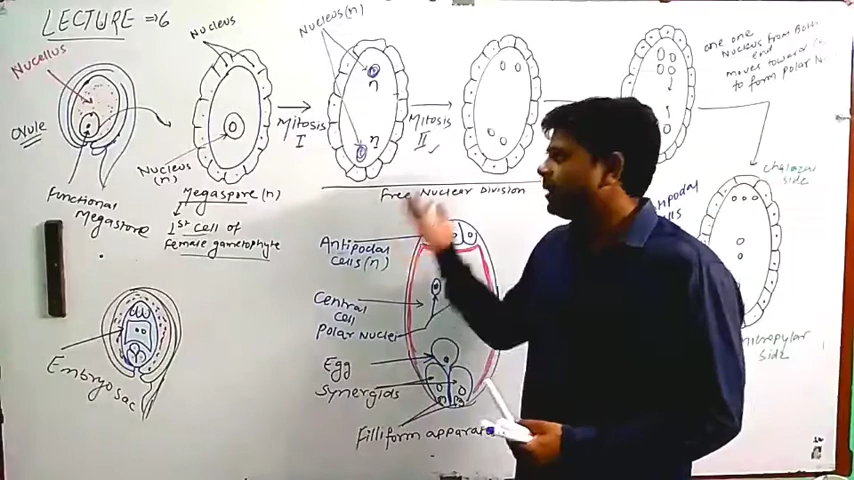 LECTURE =6
Nucellus
ovule
Functional
Megaspore
Nucleus
Nucleus
(n)
Megaspore (n)
1st cell of
Female gametophyte
Mitosis
I
Nucleus(n)
n
n
Mitosis
II
Free Nuclear Division
one one
Nucleus from Both
end
moves toward
to form polar
chalazal
side
micropylar
side
Antipodal
cells(n)
Central
cell
Polar Nuclei
Egg
Synergids
Filliform
Embryo sac